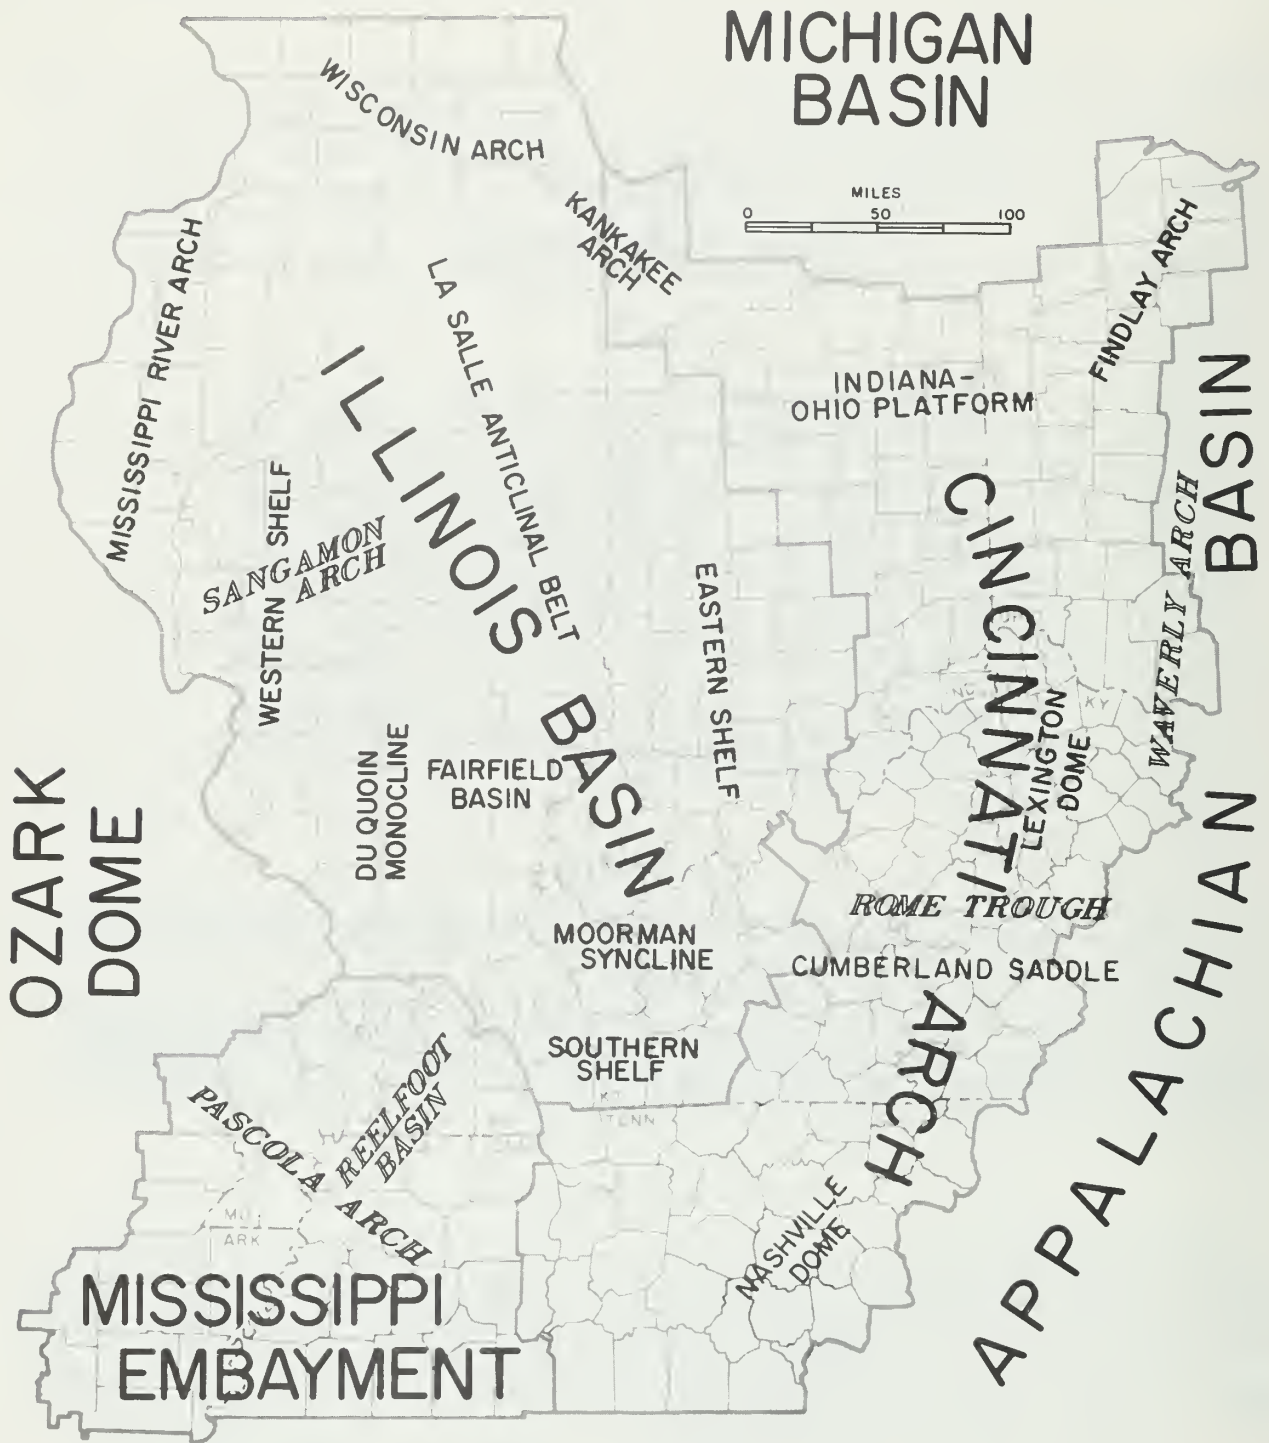 MICHIGAN
BASIN
WISCONSIN ARCH
KANKAKEE
ARCH
MILES
0 50 100
FINDLAY ARCH
MISSISSIPPI RIVER ARCH
LA SALLE ANTICLINAL BELT
ILLINOIS BASIN
INDIANA-
OHIO PLATFORM
WESTERN SHELF
SANGAMON
ARCH
EASTERN SHELF
CINCINNATI ARCH
LEXINGTON
DOME
KY
WAVERLY ARCH
APPALACHIAN BASIN
OZARK
DOME
DU QUOIN
MONOCLINE
FAIRFIELD
BASIN
ROME TROUGH
MOORMAN
SYNCLINE
CUMBERLAND SADDLE
SOUTHERN
SHELF
KY
TENN
PASCOLA ARCH
REELFOOT
BASIN
MO
ARK
NASHVILLE
DOME
MISSISSIPPI
EMBAYMENT